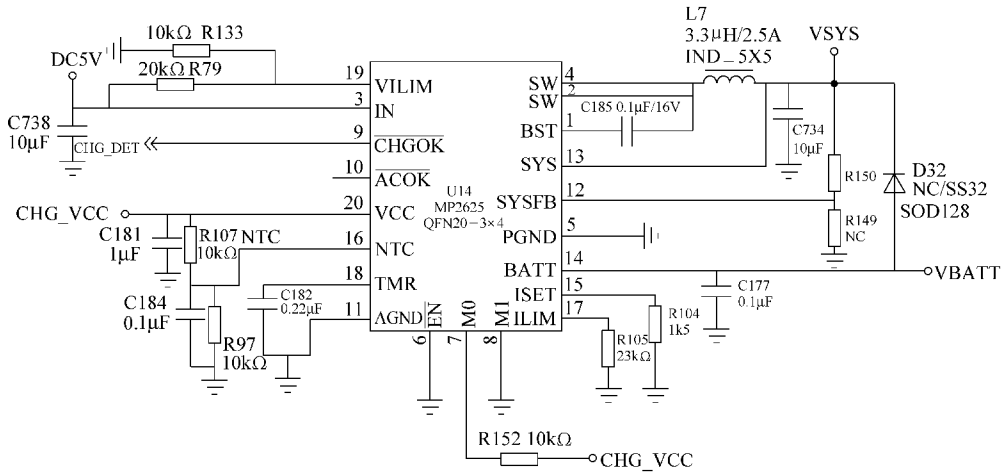 L7
3.3μH/2.5A
IND_5X5
VSYS
10kΩ R133
DC5V
20kΩ R79
19
VILIM
3
IN
C738
10μF
CHG_DET
9
CHGOK
10
ACOK
CHG_VCC
20
VCC
C181
1μF
R107
10kΩ
NTC
16
NTC
18
TMR
C184
0.1μF
C182
0.22μF
11
AGND
R97
10kΩ
U14
MP2625
QFN20-3×4
SW
4
SW
2
C185 0.1μF/16V
BST
1
SYS
13
C734
10μF
R150
D32
NC/SS32
SOD128
SYSFB
12
R149
NC
PGND
5
BATT
14
VBATT
C177
0.1μF
ISET
15
ILIM
17
R104
1k5
R105
23kΩ
EN
M0
M1
6
7
8
R152 10kΩ
CHG_VCC